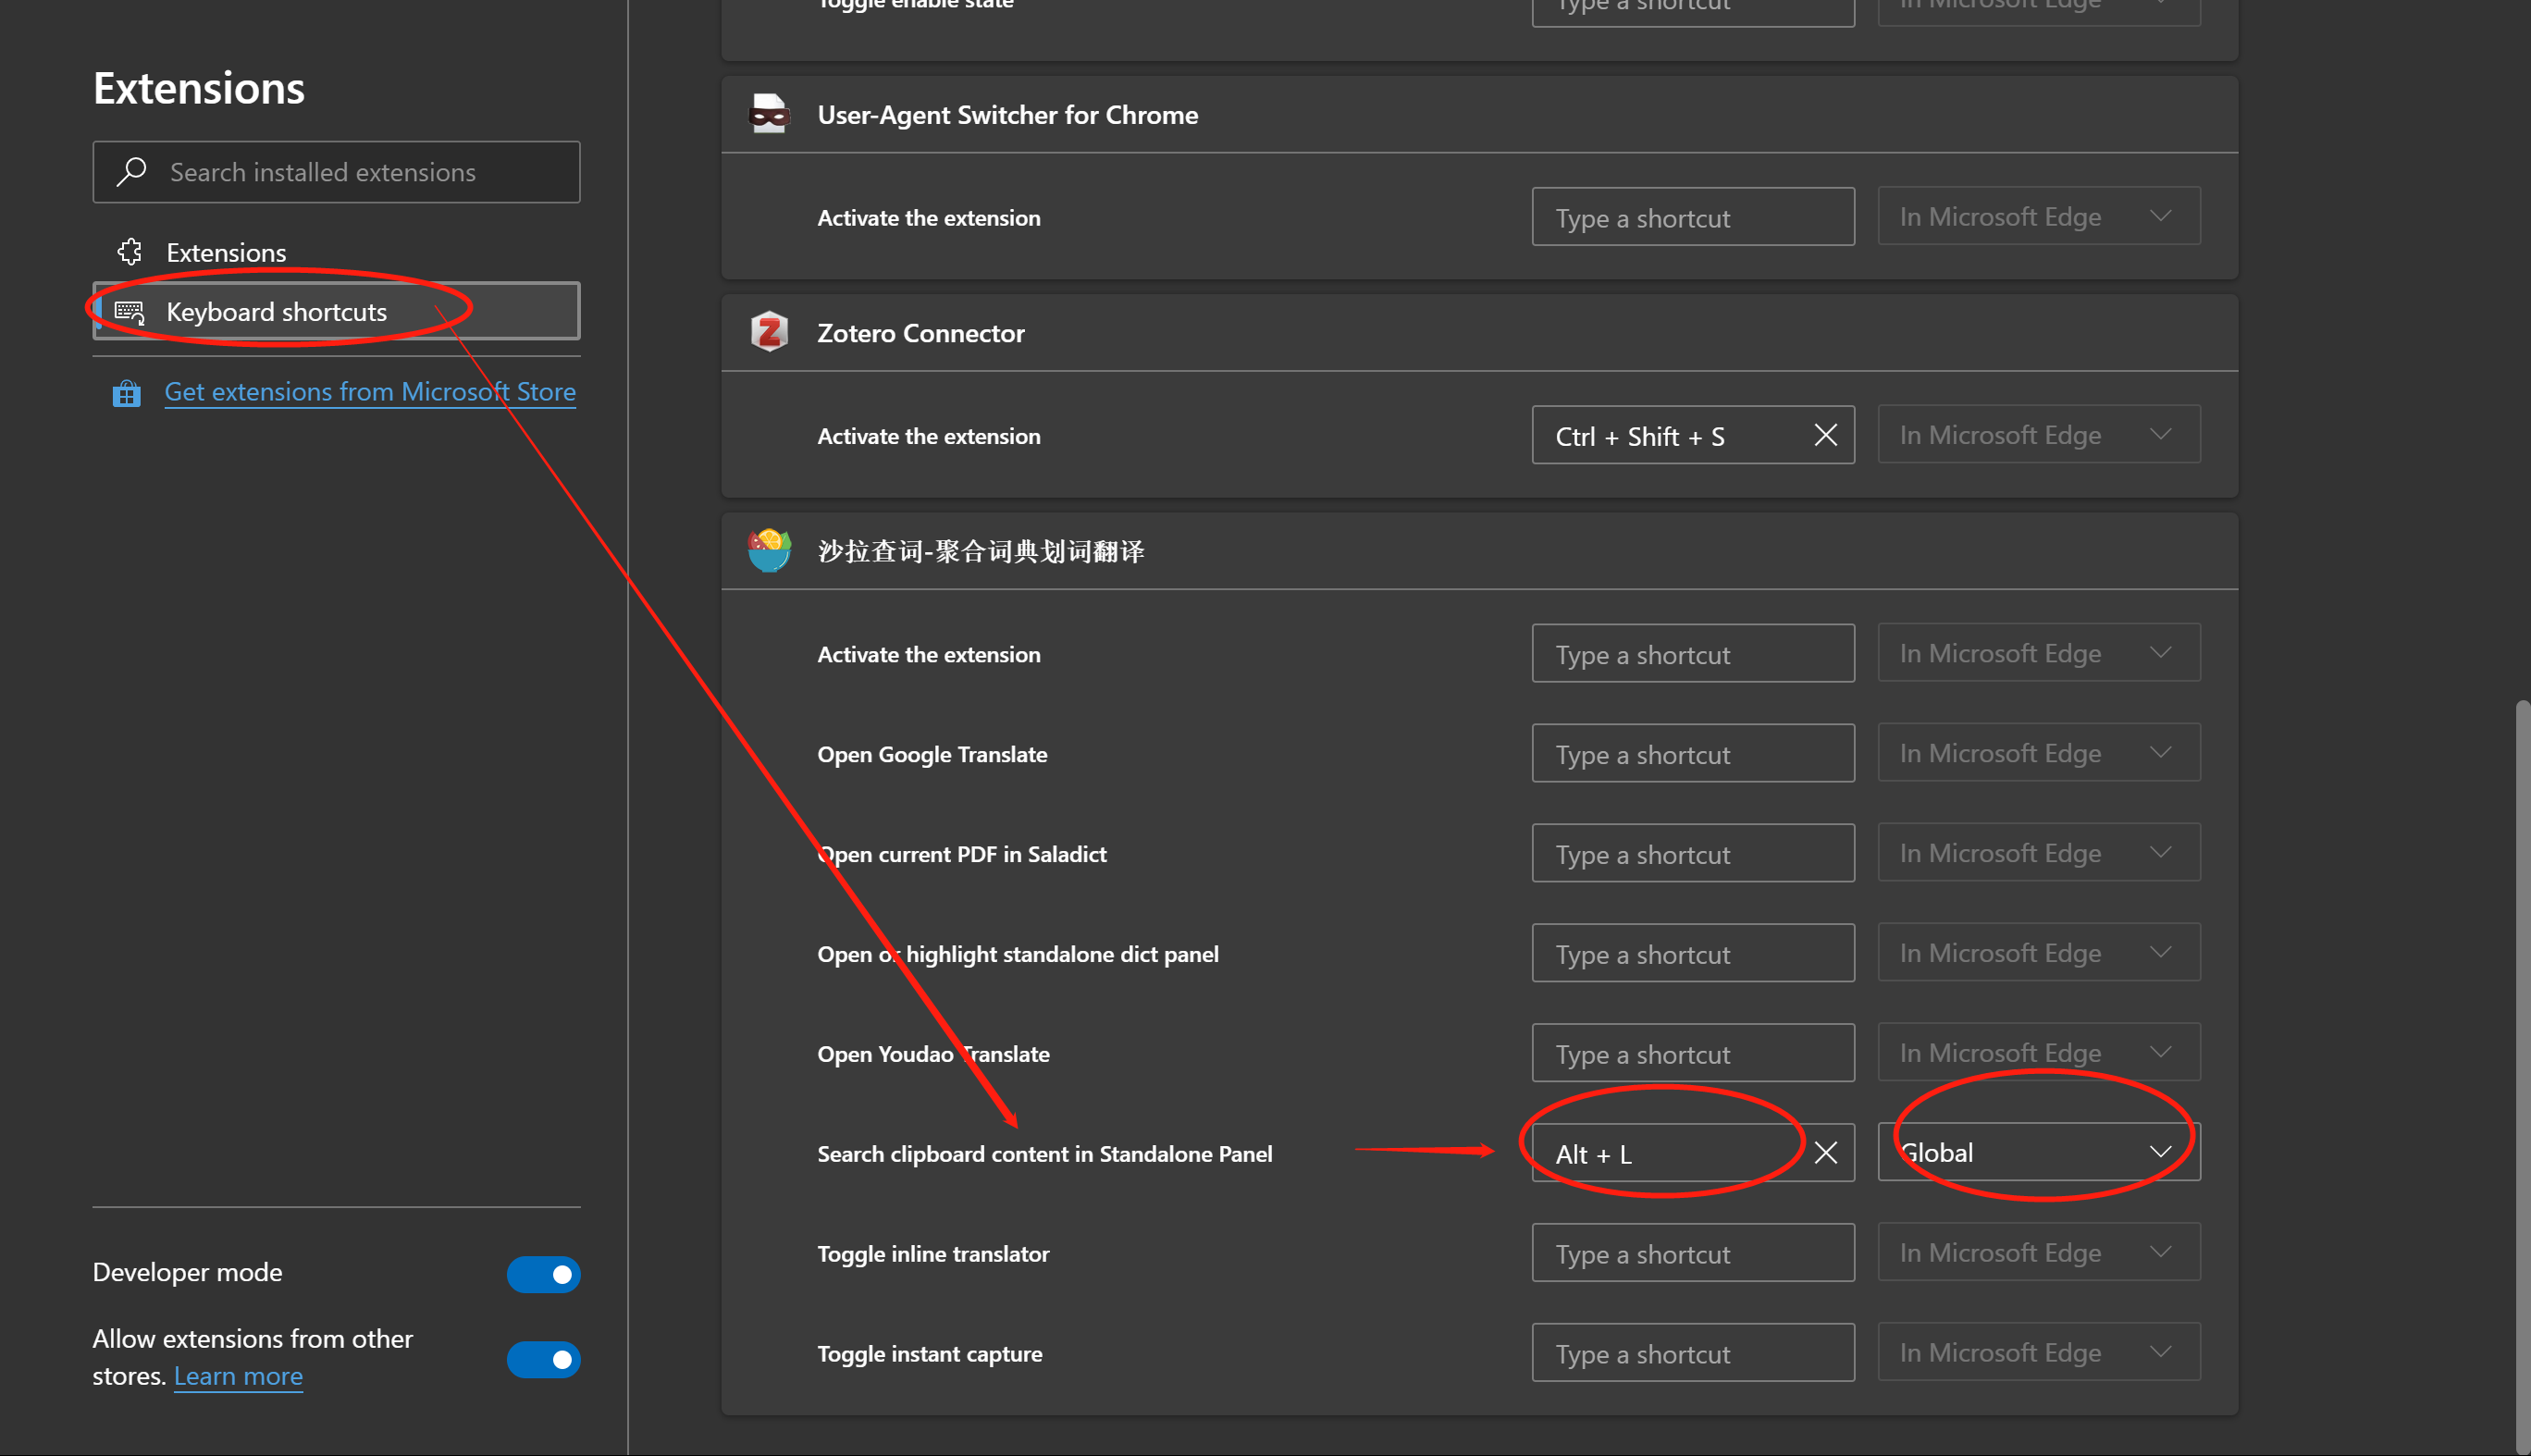 Toggle enable state
Type a shortcut
In Microsoft Edge
Extensions
Search installed extensions
Extensions
Keyboard shortcuts
Get extensions from Microsoft Store
Developer mode
Allow extensions from other
stores. Learn more
User-Agent Switcher for Chrome
Activate the extension
Type a shortcut
In Microsoft Edge
Zotero Connector
Activate the extension
Ctrl + Shift + S
In Microsoft Edge
沙拉查词-聚合词典划词翻译
Activate the extension
Type a shortcut
In Microsoft Edge
Open Google Translate
Type a shortcut
In Microsoft Edge
Open current PDF in Saladict
Type a shortcut
In Microsoft Edge
Open or highlight standalone dict panel
Type a shortcut
In Microsoft Edge
Open Youdao Translate
Type a shortcut
In Microsoft Edge
Search clipboard content in Standalone Panel
Alt + L
Global
Toggle inline translator
Type a shortcut
In Microsoft Edge
Toggle instant capture
Type a shortcut
In Microsoft Edge